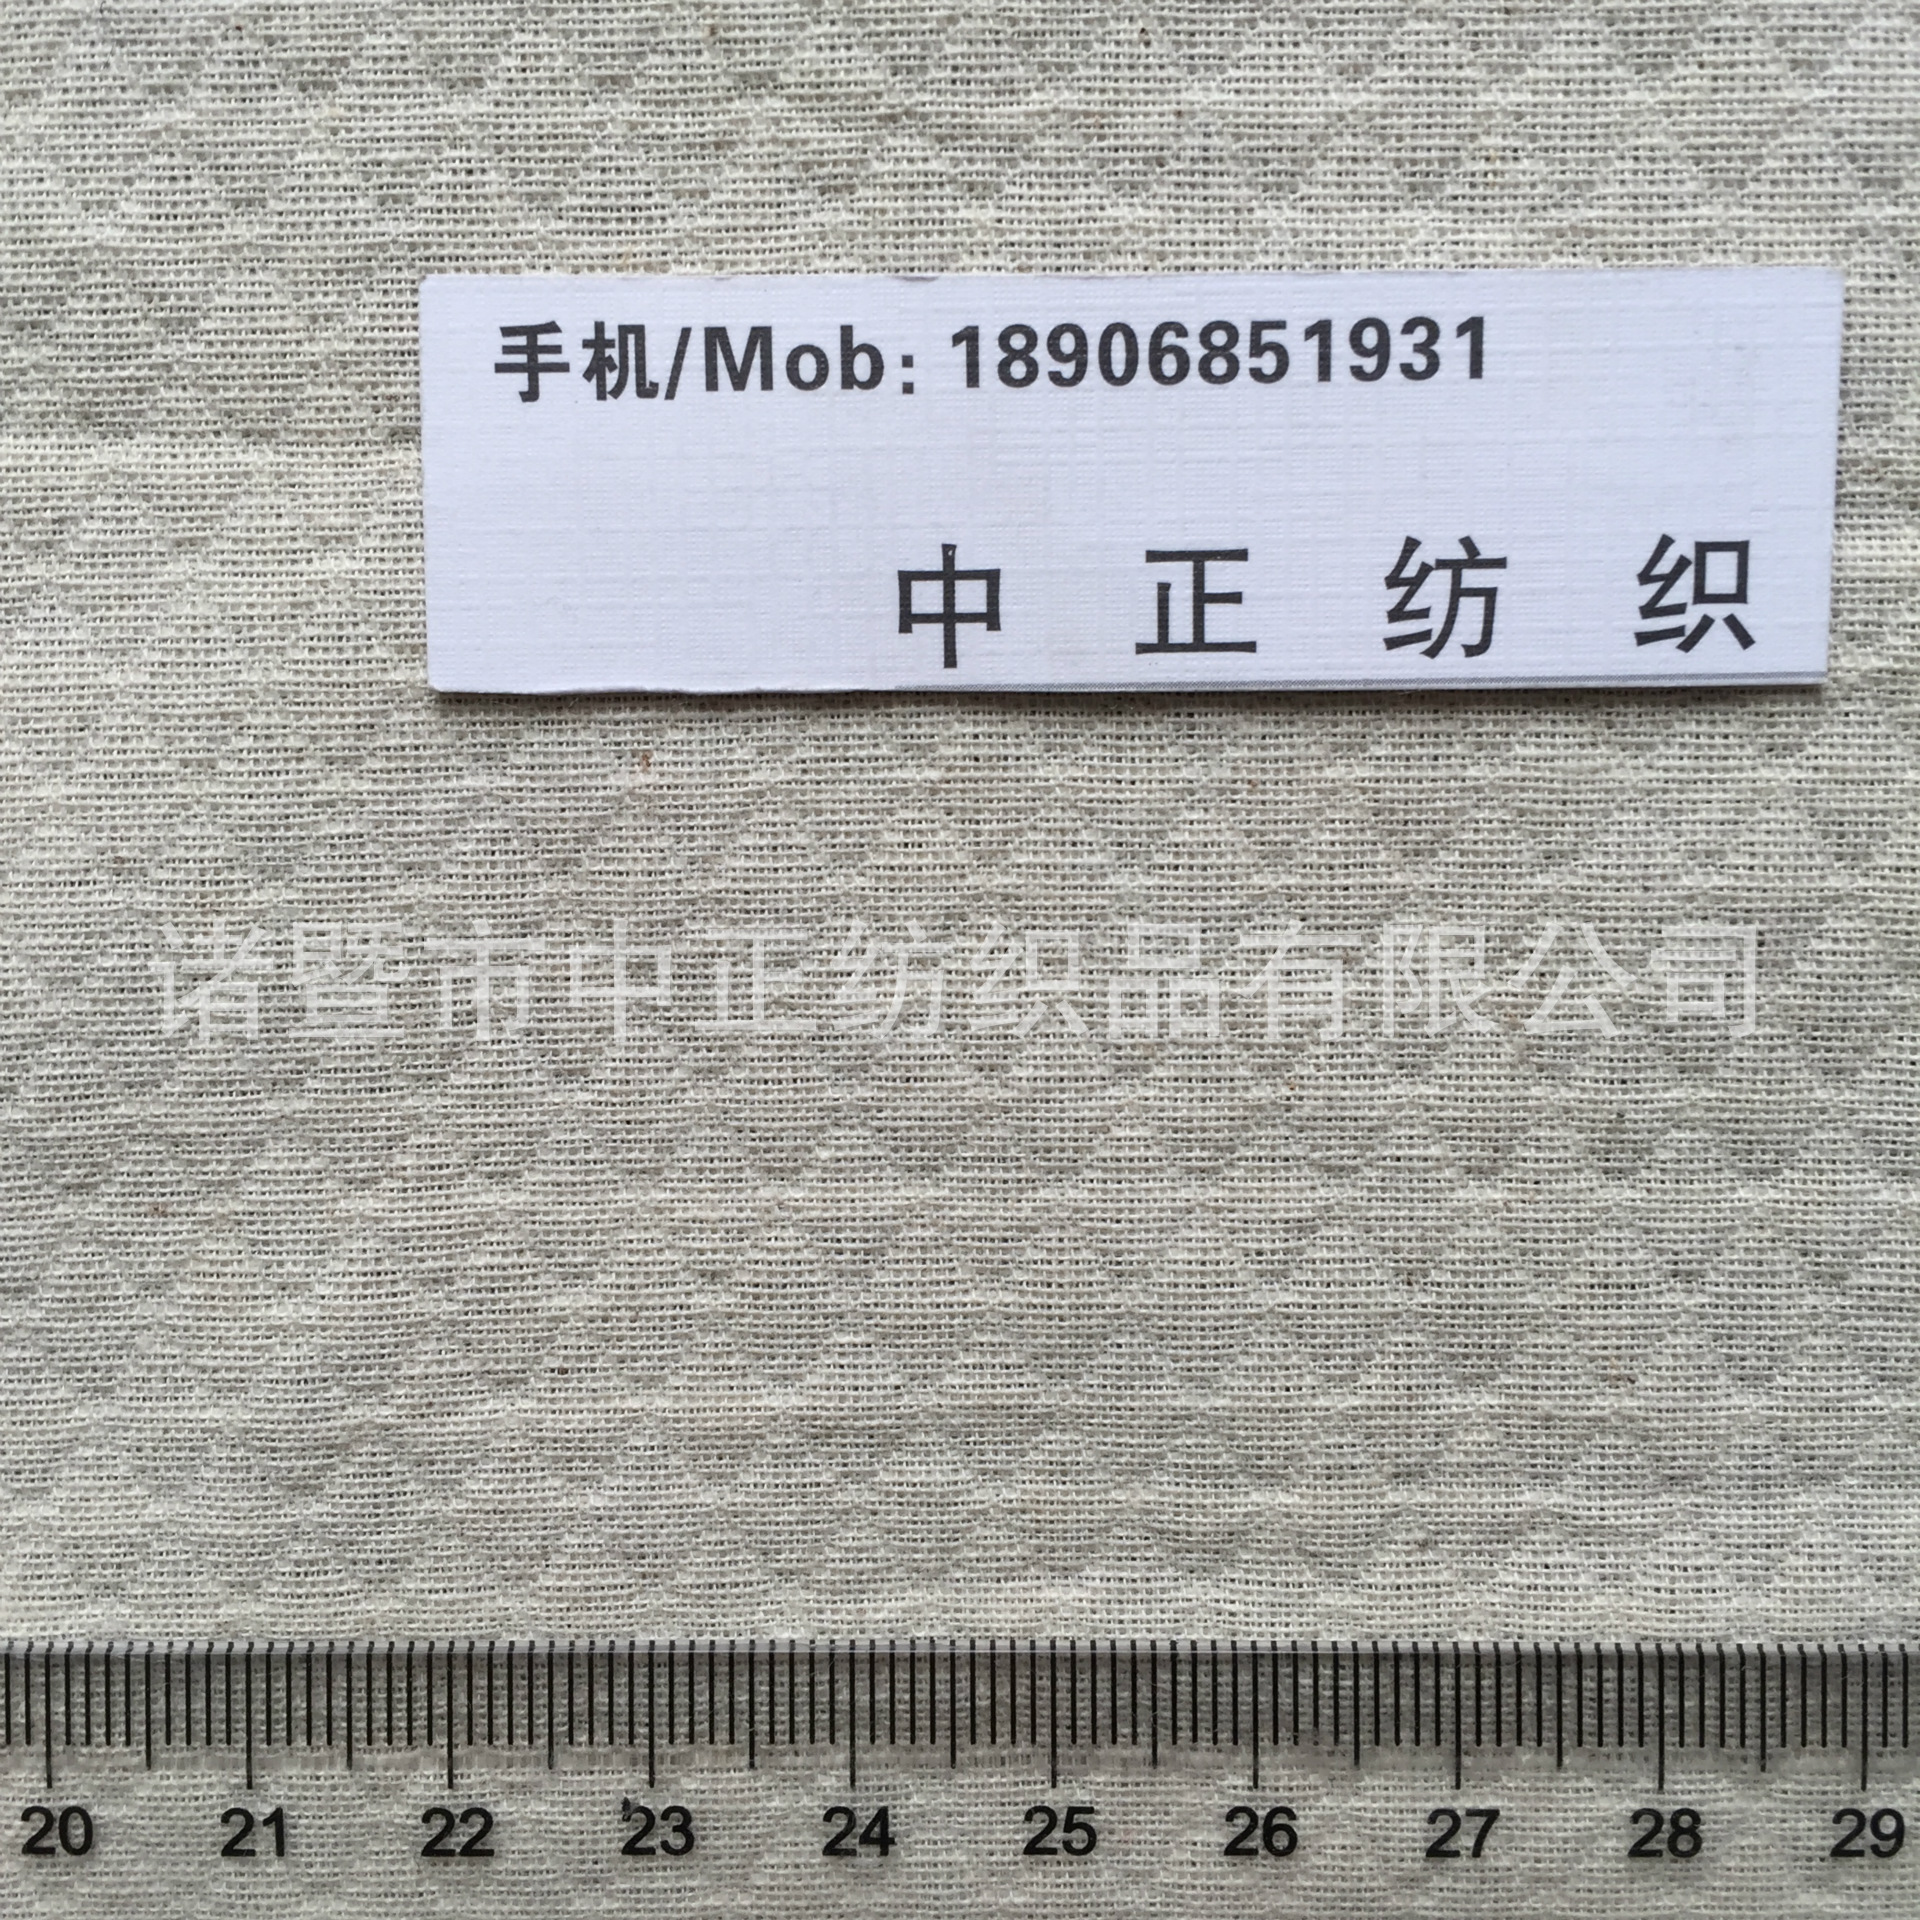 手机/Mob: 18906851931
中正纺织
诸暨市中正纺织品有限公司
20 21 22 23 24 25 26 27 28 29